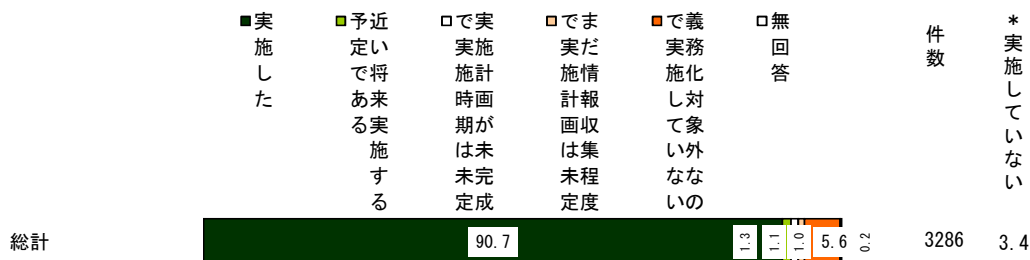 ■実施した
■近い将来実施する予定である
□実施計画が未完成で実施時期は未定
■まだ情報収集程度で実施計画は未定
■義務化対象外なので実施していない
□無回答
件数
*実施していない
総計 90.7 1.3 1.1 1.0 5.6 0.2 3286 3.4